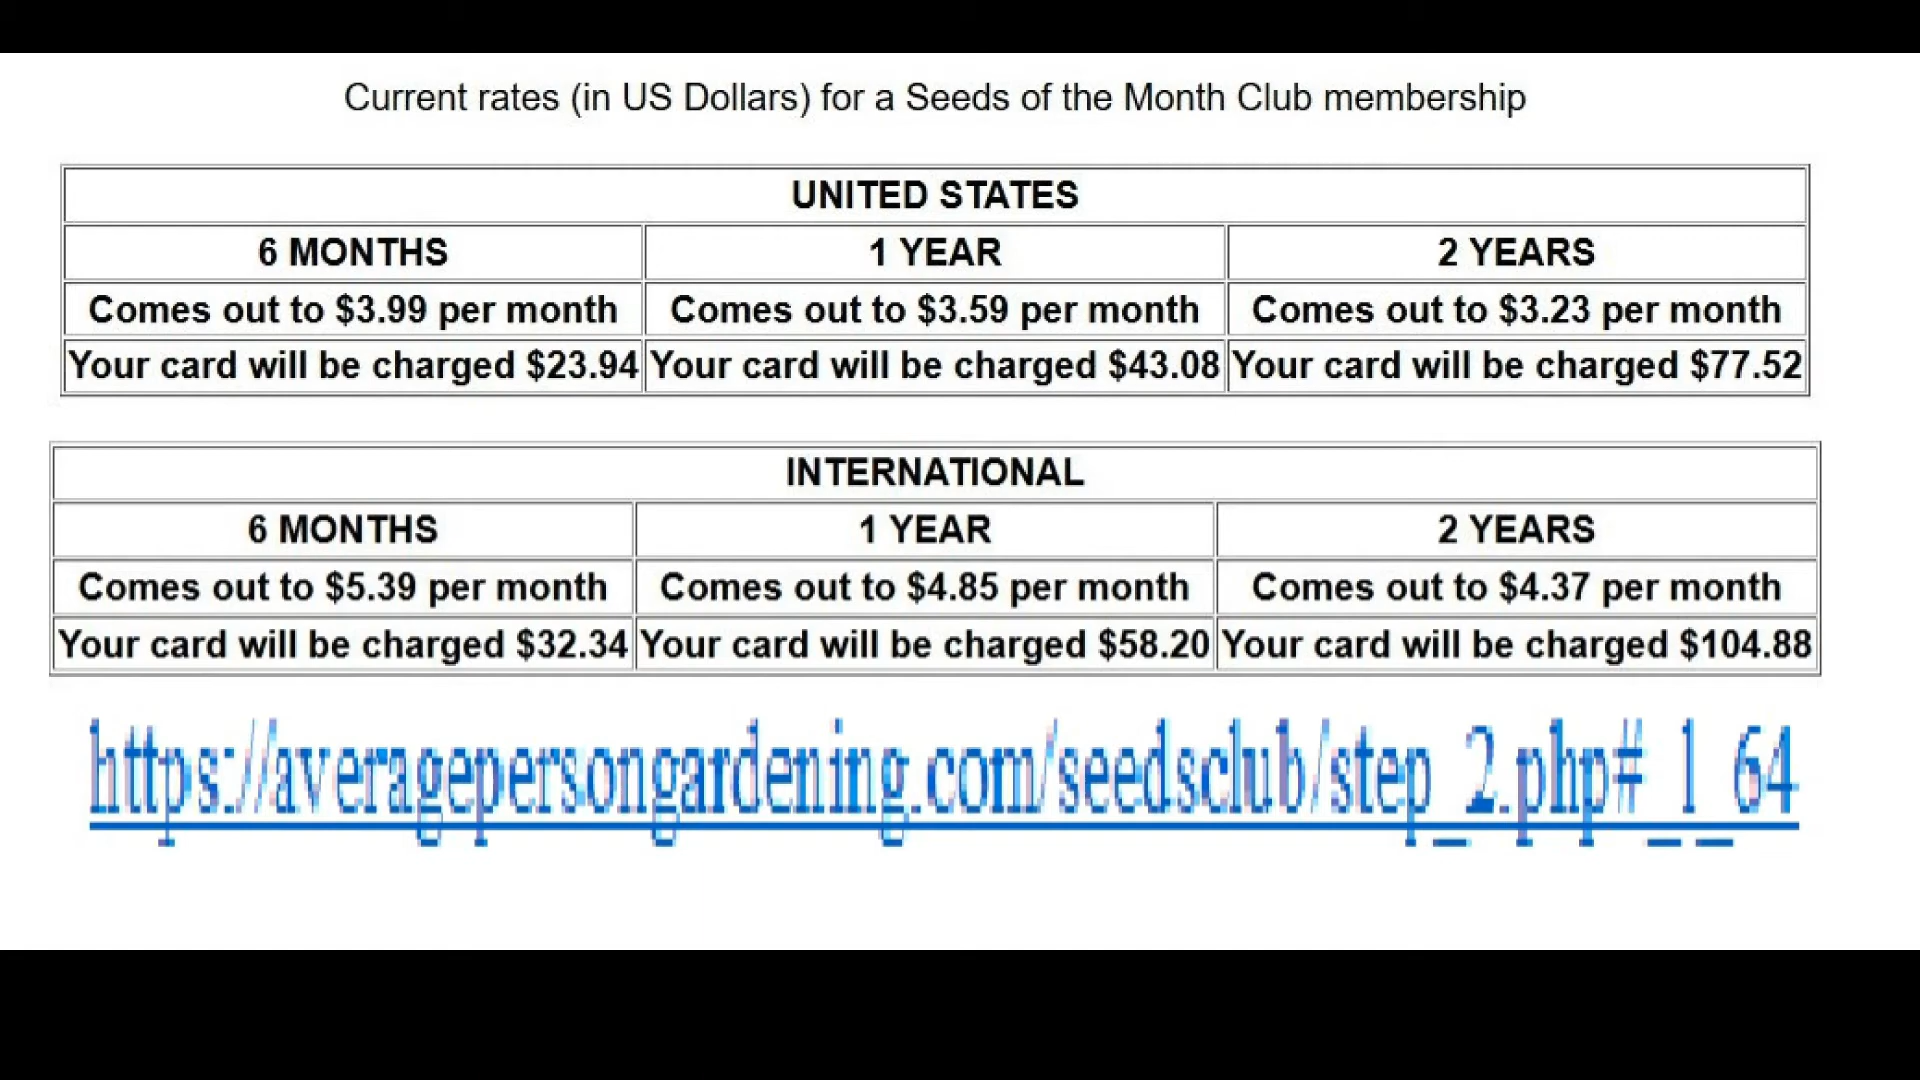 Current rates (in US Dollars) for a Seeds of the Month Club membership
UNITED STATES
6 MONTHS 1 YEAR 2 YEARS
Comes out to $3.99 per month Comes out to $3.59 per month Comes out to $3.23 per month
Your card will be charged $23.94 Your card will be charged $43.08 Your card will be charged $77.52
INTERNATIONAL
6 MONTHS 1 YEAR 2 YEARS
Comes out to $5.39 per month Comes out to $4.85 per month Comes out to $4.37 per month
Your card will be charged $32.34 Your card will be charged $58.20 Your card will be charged $104.88
https://averagepersongardening.com/seedsclub/step_2.php#_1_64